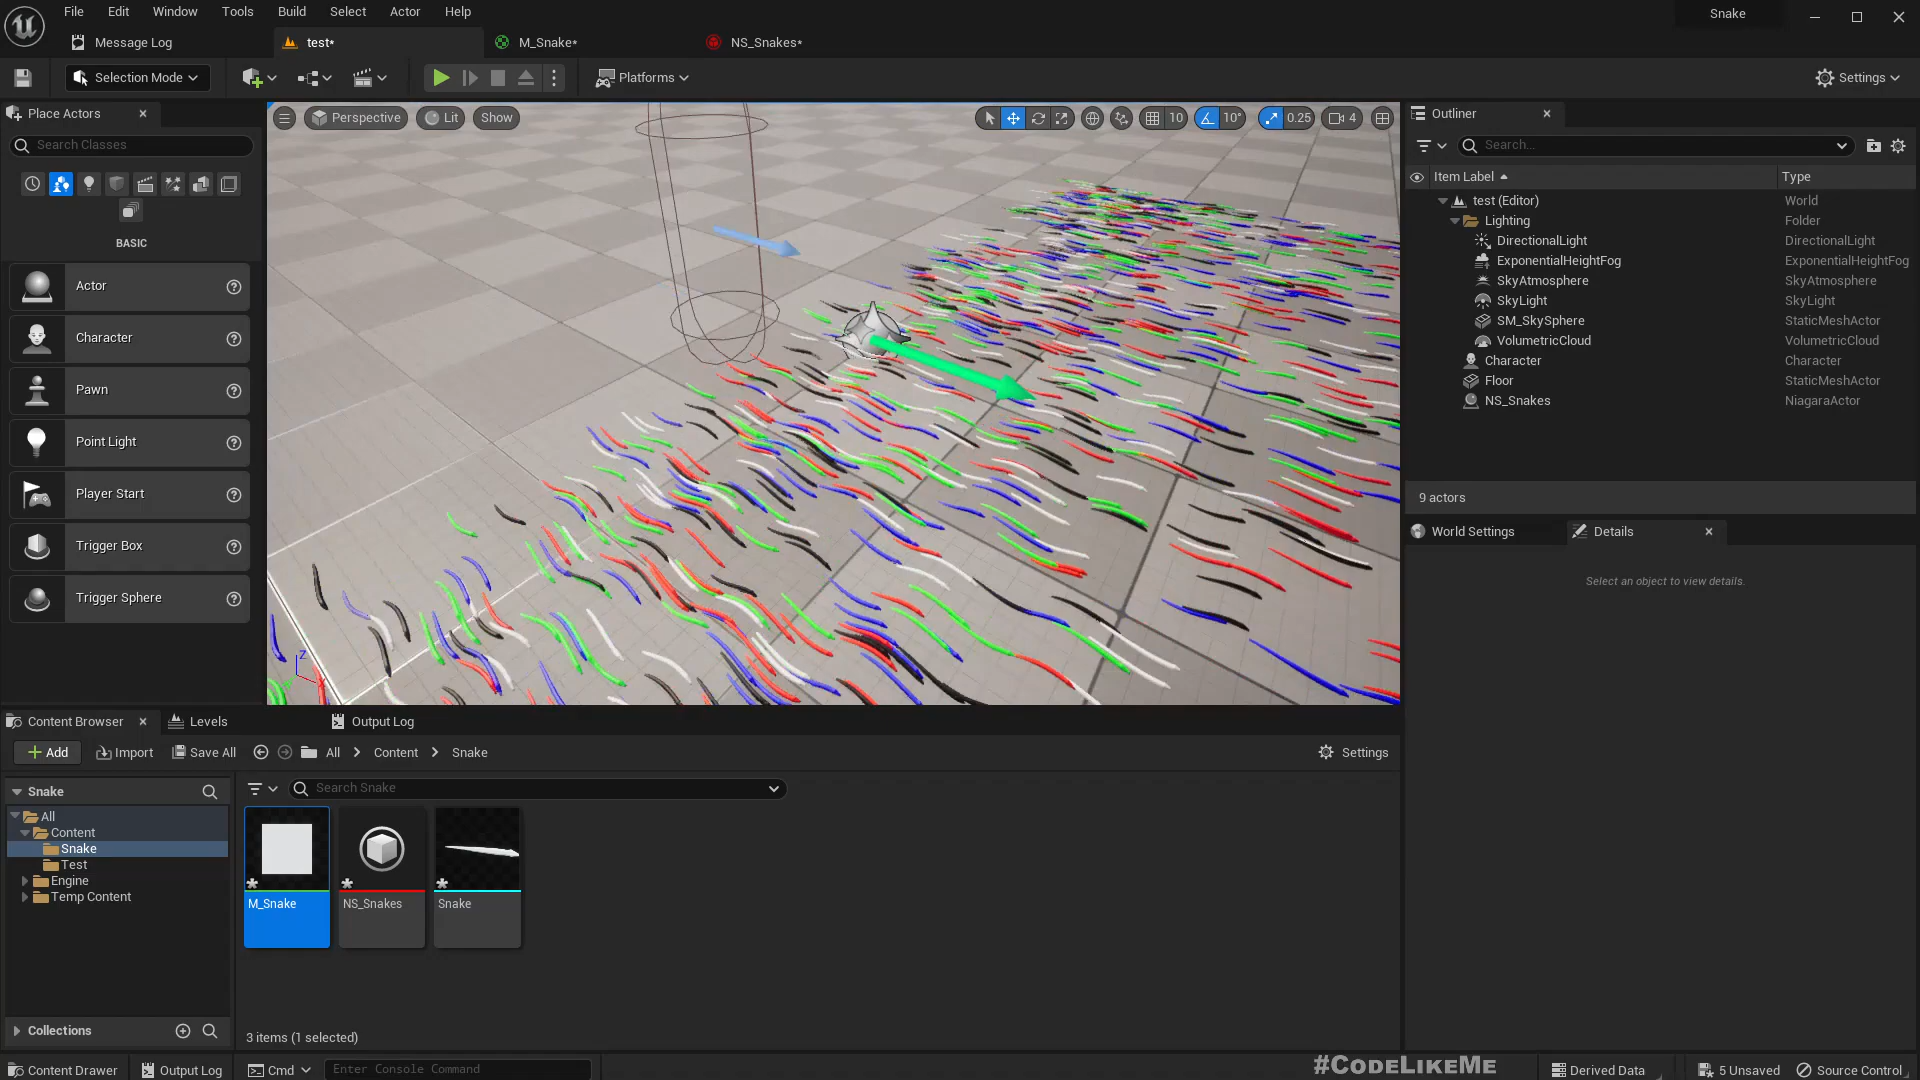 File Edit Window Tools Build Select Actor Help
Snake
Message Log test* M_Snake* NS_Snakes*
Selection Mode Platforms Settings
Place Actors
Search Classes
BASIC
Actor
Character
Pawn
Point Light
Player Start
Trigger Box
Trigger Sphere
Perspective Lit Show 10 10° 0.25 4
Z
Outliner
Search...
Item Label Type
test (Editor) World
Lighting Folder
DirectionalLight DirectionalLight
ExponentialHeightFog ExponentialHeightFog
SkyAtmosphere SkyAtmosphere
SkyLight SkyLight
SM_SkySphere StaticMeshActor
VolumetricCloud VolumetricCloud
Character Character
Floor StaticMeshActor
NS_Snakes NiagaraActor
9 actors
World Settings Details
Select an object to view details.
Content Browser Levels Output Log
Add Import Save All All Content Snake Settings
Snake
All
Content
Snake
Test
Engine
Temp Content
Collections
Search Snake
M_Snake NS_Snakes Snake
3 items (1 selected)
Content Drawer Output Log Cmd Enter Console Command
#CODELIKEME
Derived Data 5 Unsaved Source Control